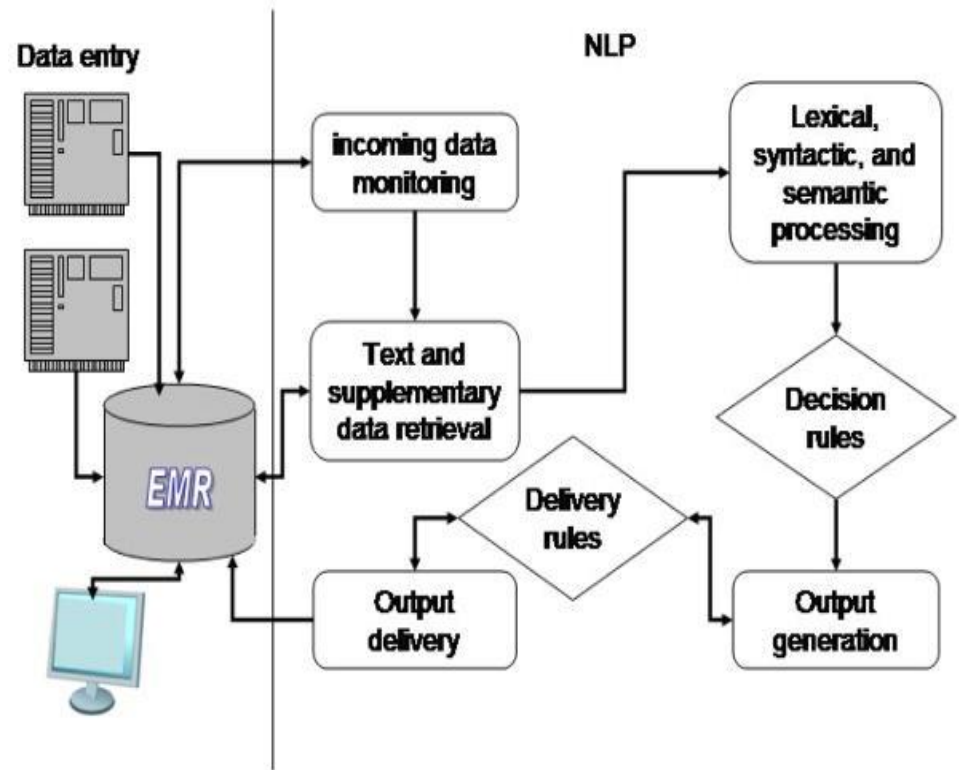 Data entry
NLP
incoming data
monitoring
Lexical,
syntactic, and
semantic
processing
Text and
supplementary
data retrieval
Decision
rules
EMR
Delivery
rules
Output
delivery
Output
generation